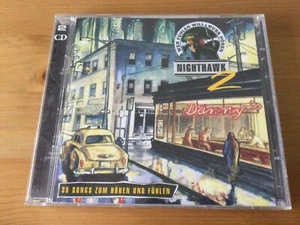 2
CD
NIGHTHAWK
2
Danny's
35 SONGS ZUM HÖREN UND FÜHLEN